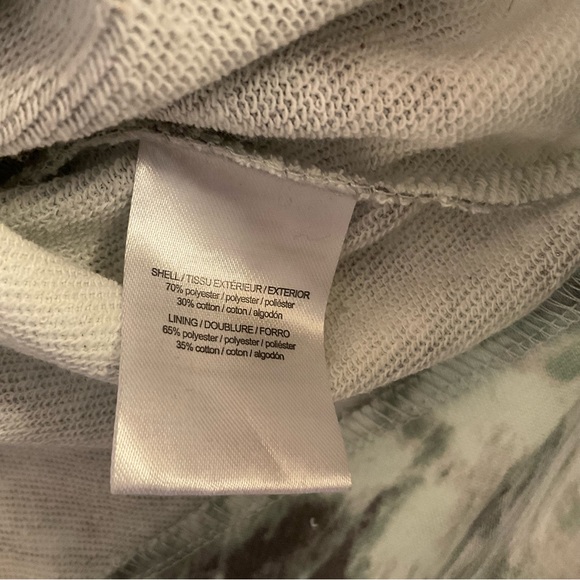 SHELL / TISSU EXTÉRIEUR / EXTERIOR
70% polyester / polyester / poliéster
30% cotton / coton / algodón
LINING / DOUBLURE / FORRO
65% polyester / polyester / poliéster
35% cotton / coton / algodón